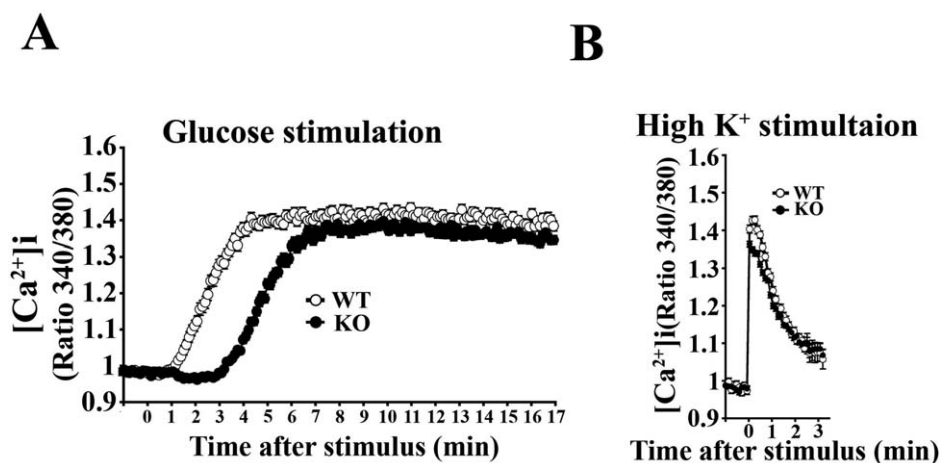 A
B
Glucose stimulation
High K⁺ stimultaion
[Ca²⁺]i
(Ratio 340/380)
1.6
1.5
1.4
1.3
1.2
1.1
1
0.9
WT
KO
0 1 2 3 4 5 6 7 8 9 10 11 12 13 14 15 16 17
Time after stimulus (min)
[Ca²⁺]i(Ratio 340/380)
1.6
1.5
1.4
1.3
1.2
1.1
1
0.9
WT
KO
0 1 2 3
Time after stimulus (min)